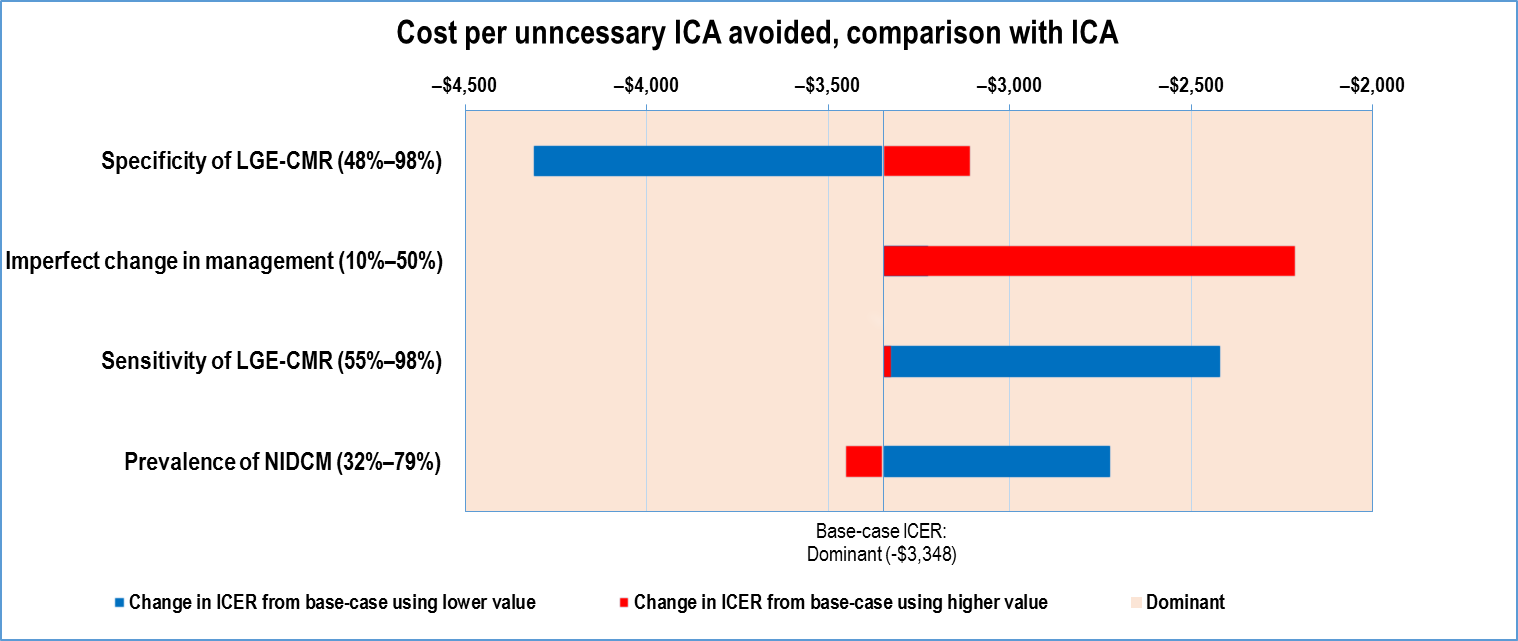 Cost per unncessary ICA avoided, comparison with ICA
–$4,500 –$4,000 –$3,500 –$3,000 –$2,500 –$2,000
Specificity of LGE-CMR (48%–98%)
Imperfect change in management (10%–50%)
Sensitivity of LGE-CMR (55%–98%)
Prevalence of NIDCM (32%–79%)
Base-case ICER:
Dominant (-$3,348)
Change in ICER from base-case using lower value Change in ICER from base-case using higher value Dominant